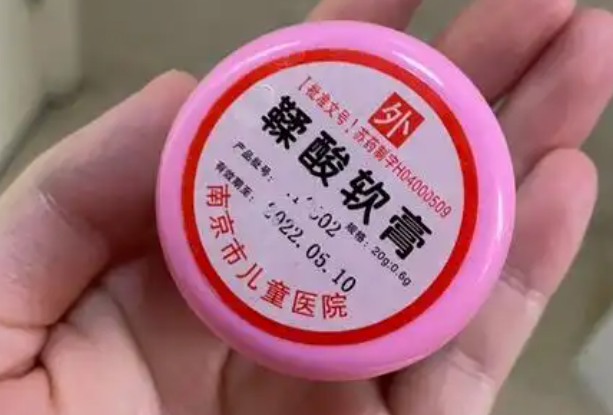 外
【批准文号】苏药制字H04000509
鞣酸软膏
产品批号：
规格：20g:0.6g
有效期至：2022.05.10
南京市儿童医院